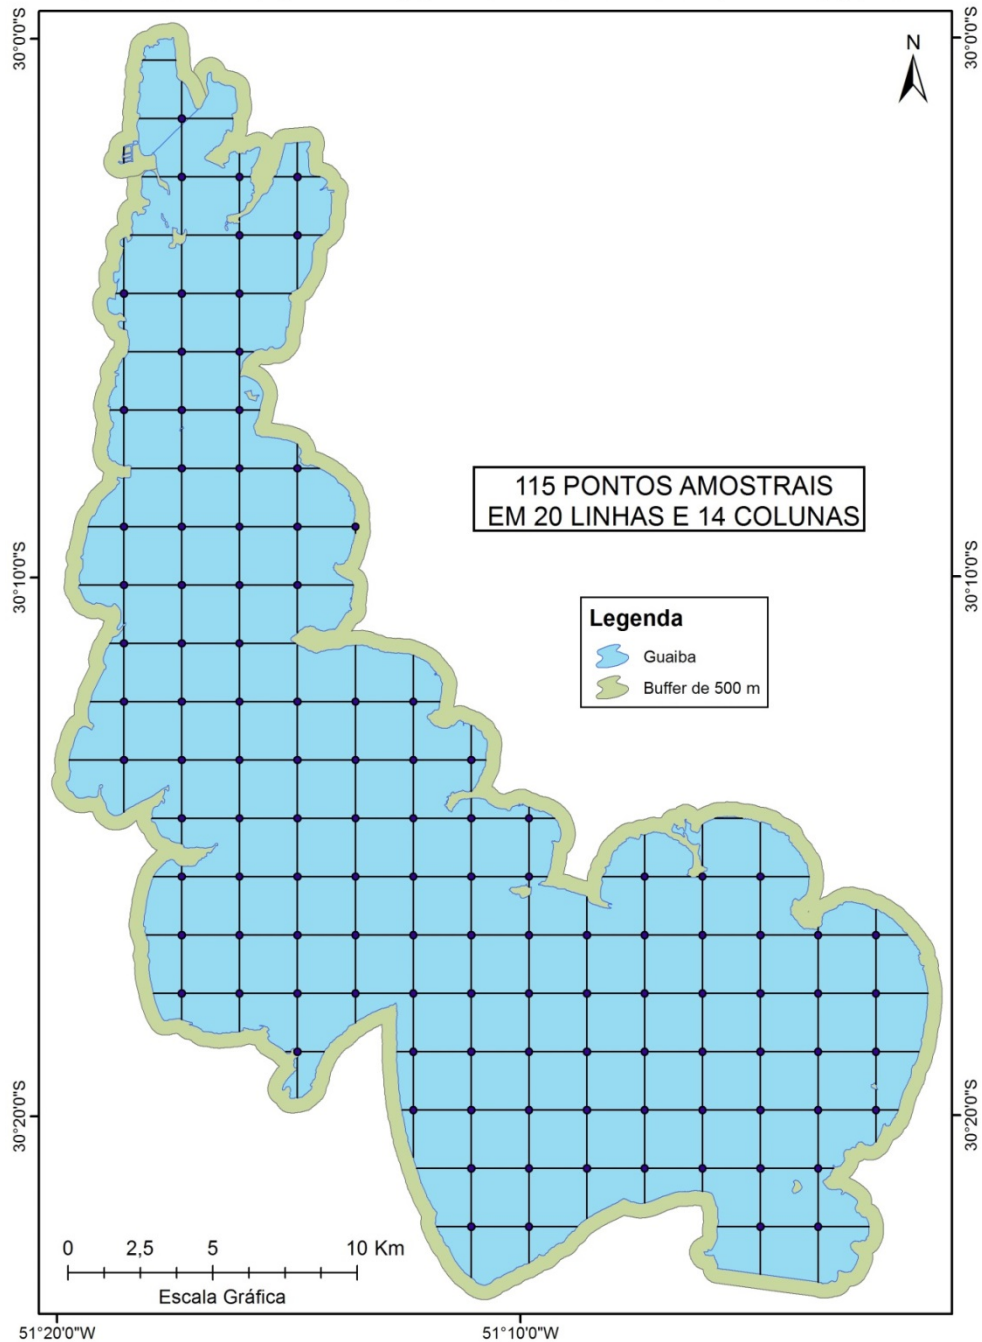 30°0'0"S
30°0'0"S
N
115 PONTOS AMOSTRAIS
EM 20 LINHAS E 14 COLUNAS
30°10'0"S
30°10'0"S
Legenda
Guaiba
Buffer de 500 m
30°20'0"S
30°20'0"S
0 2,5 5 10 Km
Escala Gráfica
51°20'0"W
51°10'0"W